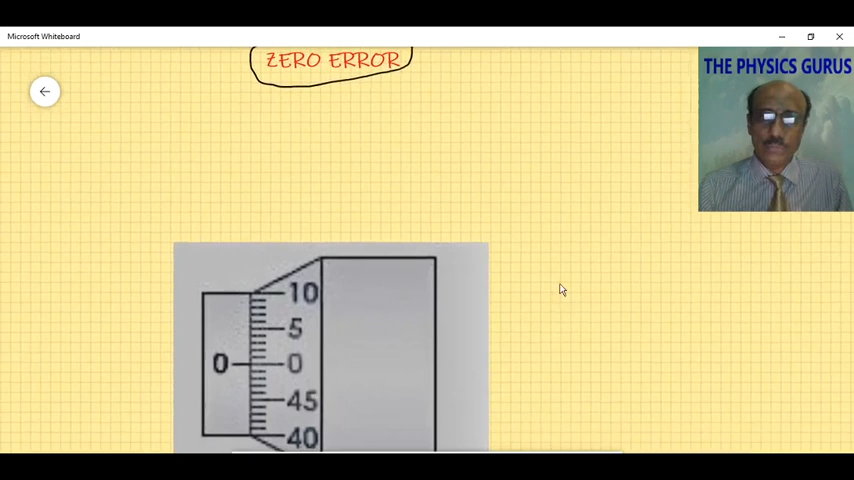 Microsoft Whiteboard
ZERO ERROR
THE PHYSICS GURUS
10
5
0 0
45
40